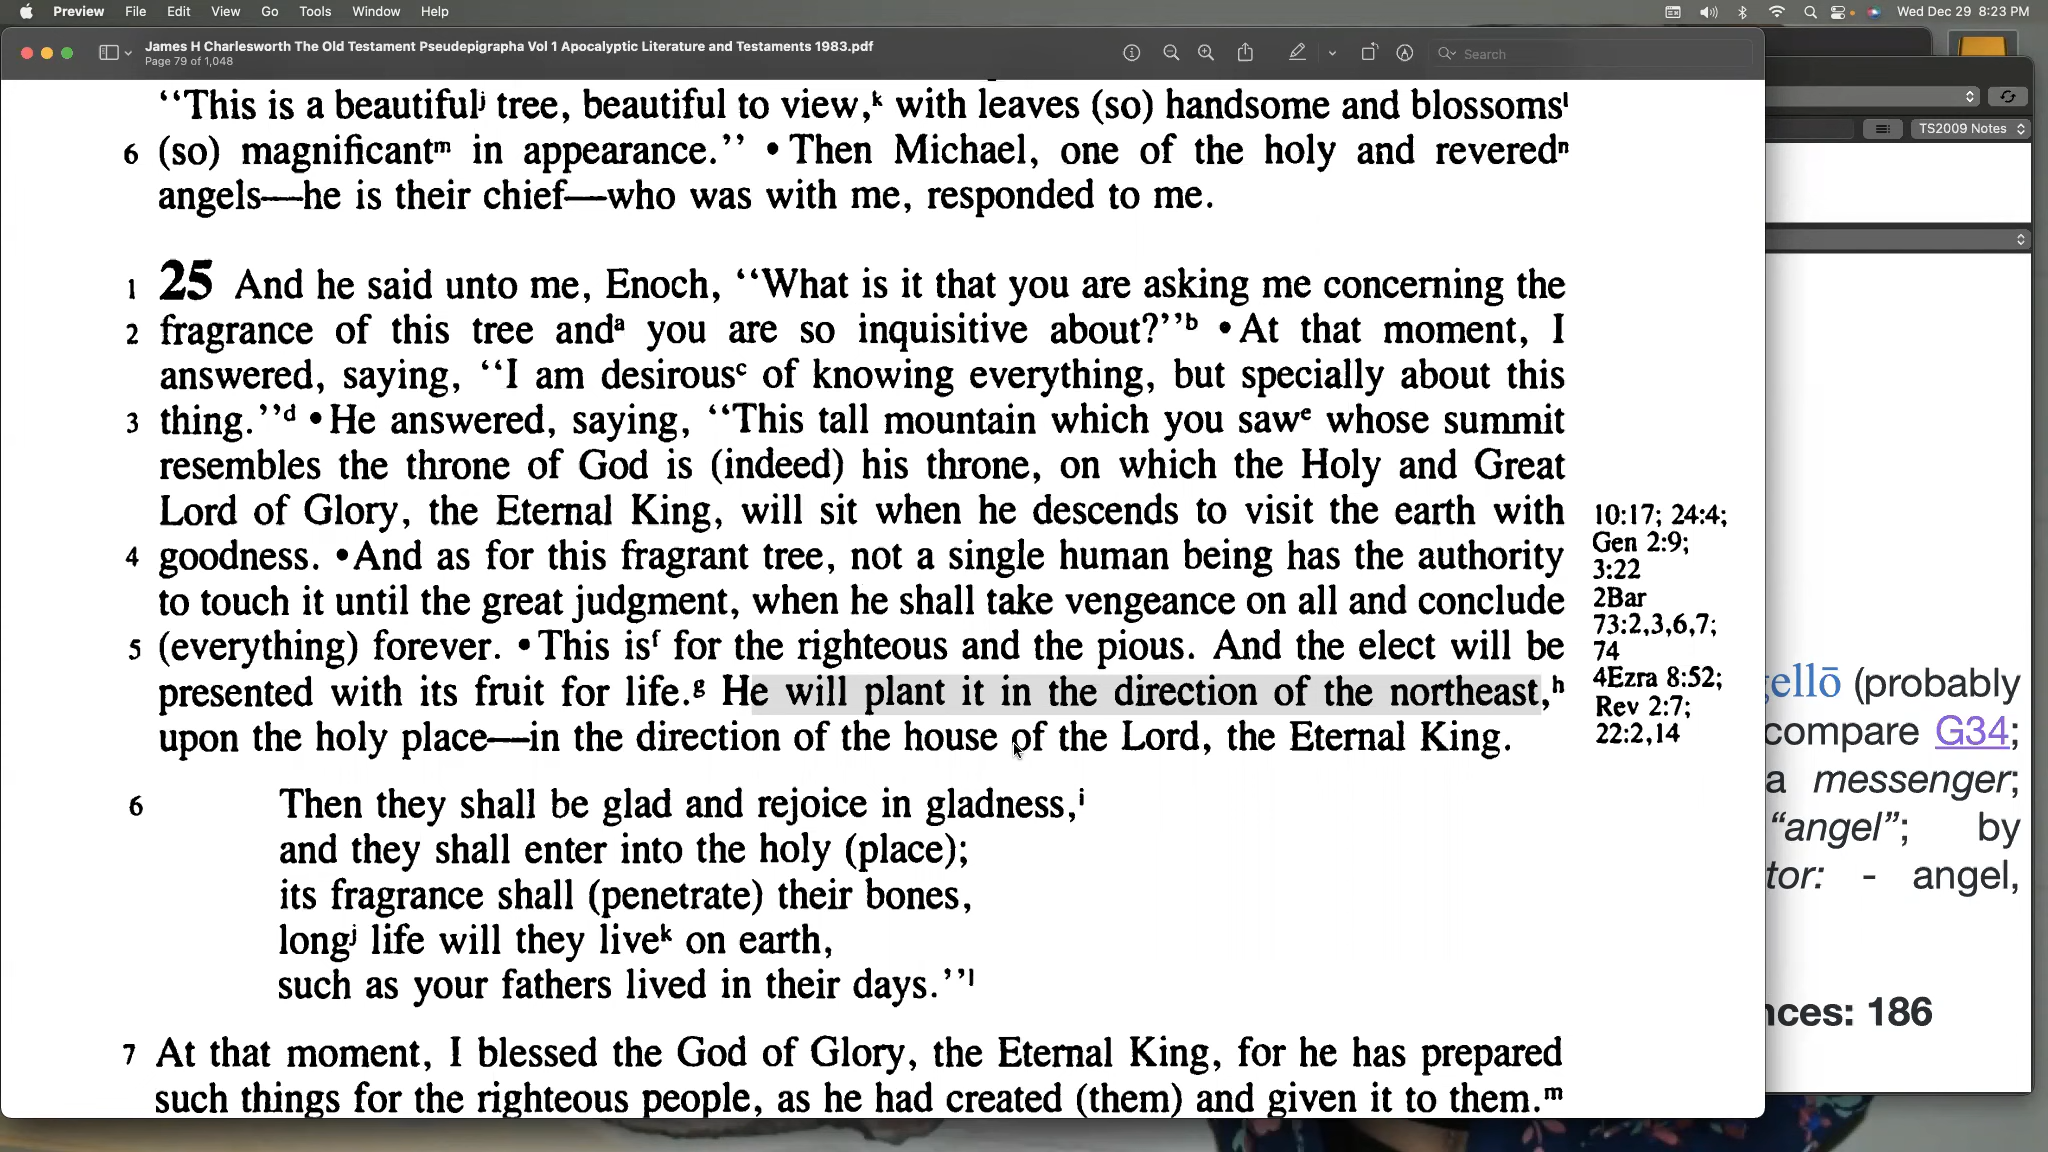 Preview File Edit View Go Tools Window Help Wed Dec 29 8:23 PM
James H Charlesworth The Old Testament Pseudepigrapha Vol 1 Apocalyptic Literature and Testaments 1983.pdf
Page 79 of 1,048
Search
TS2009 Notes
‘‘This is a beautifulʲ tree, beautiful to view,ᵏ with leaves (so) handsome and blossomsˡ
6 (so) magnificantᵐ in appearance.’’ • Then Michael, one of the holy and reveredⁿ
angels—he is their chief—who was with me, responded to me.
1 25 And he said unto me, Enoch, ‘‘What is it that you are asking me concerning the
2 fragrance of this tree andᵃ you are so inquisitive about?’’ᵇ • At that moment, I
answered, saying, ‘‘I am desirousᶜ of knowing everything, but specially about this
3 thing.’’ᵈ • He answered, saying, ‘‘This tall mountain which you sawᵉ whose summit
resembles the throne of God is (indeed) his throne, on which the Holy and Great
Lord of Glory, the Eternal King, will sit when he descends to visit the earth with
4 goodness. • And as for this fragrant tree, not a single human being has the authority
to touch it until the great judgment, when he shall take vengeance on all and conclude
5 (everything) forever. • This isᶠ for the righteous and the pious. And the elect will be
presented with its fruit for life.ᵍ He will plant it in the direction of the northeast,ʰ
upon the holy place—in the direction of the house of the Lord, the Eternal King.
10:17; 24:4;
Gen 2:9;
3:22
2Bar
73:2,3,6,7;
74
4Ezra 8:52;
Rev 2:7;
22:2,14
6 Then they shall be glad and rejoice in gladness,ⁱ
and they shall enter into the holy (place);
its fragrance shall (penetrate) their bones,
longʲ life will they liveᵏ on earth,
such as your fathers lived in their days.’’ˡ
7 At that moment, I blessed the God of Glory, the Eternal King, for he has prepared
such things for the righteous people, as he had created (them) and given it to them.ᵐ
gellō (probably
compare G34;
a messenger;
“angel”; by
tor: - angel,
nces: 186